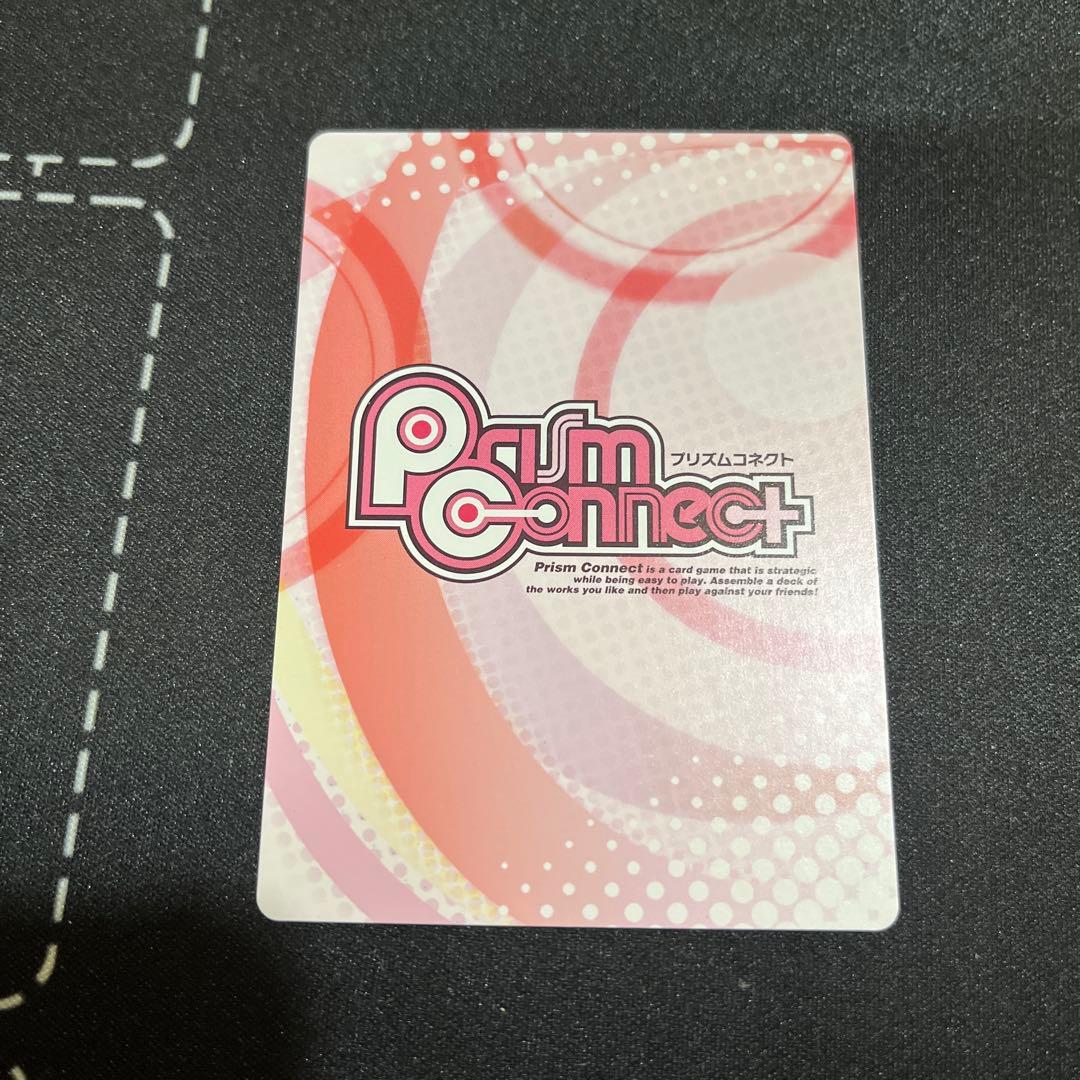 Prism
プリズムコネクト
Connect
Prism Connect is a card game that is strategic
while being easy to play. Assemble a deck of
the works you like and then play against your friends!